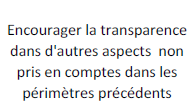 Encourager la transparence
dans d'autres aspects  non
pris en comptes dans les
périmètres précédents